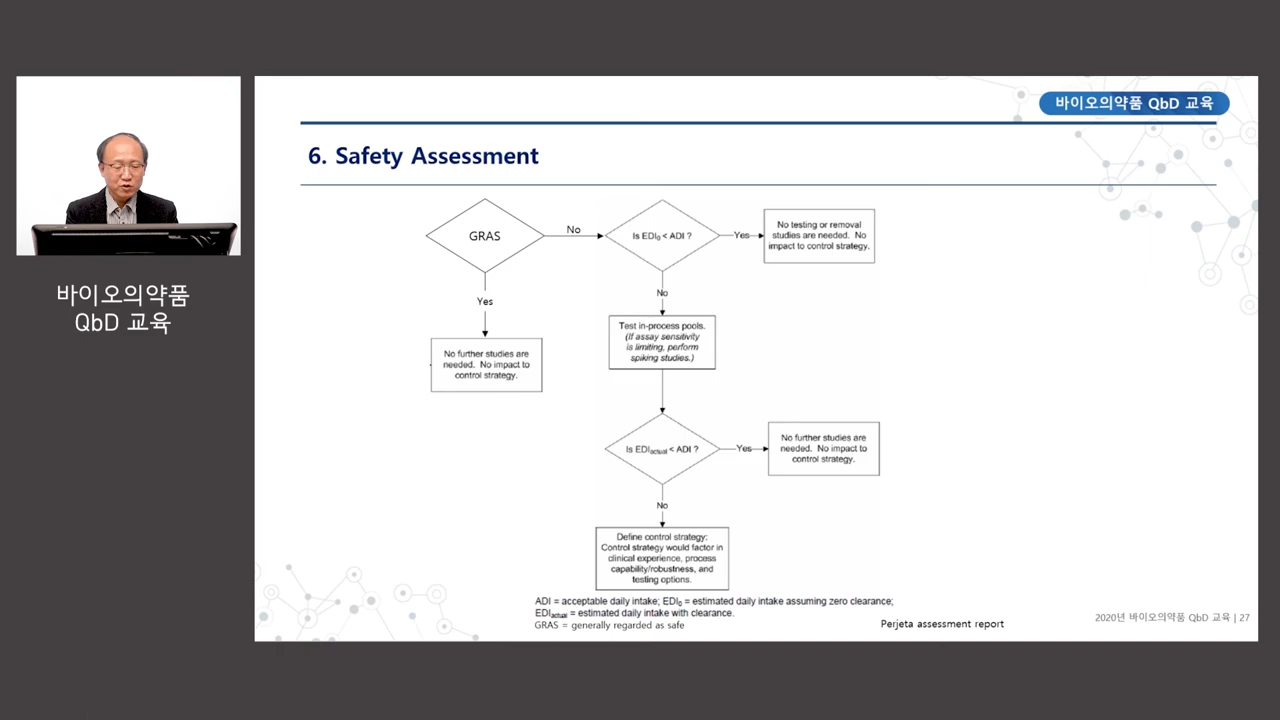 바이오의약품 QbD 교육
6. Safety Assessment
GRAS
No
Is EDI₀ < ADI ?
Yes
No testing or removal
studies are needed. No
impact to control strategy.
Yes
No
No further studies are
needed. No impact to
control strategy.
Test in-process pools.
(If assay sensitivity
is limiting, perform
spiking studies.)
Is EDIactual < ADI ?
Yes
No further studies are
needed. No impact to
control strategy.
No
Define control strategy:
Control strategy would factor in
clinical experience, process
capability/robustness, and
testing options.
ADI = acceptable daily intake; EDI₀ = estimated daily intake assuming zero clearance;
EDIactual = estimated daily intake with clearance.
GRAS = generally regarded as safe
Perjeta assessment report
2020년 바이오의약품 QbD 교육 | 27
바이오의약품
QbD 교육